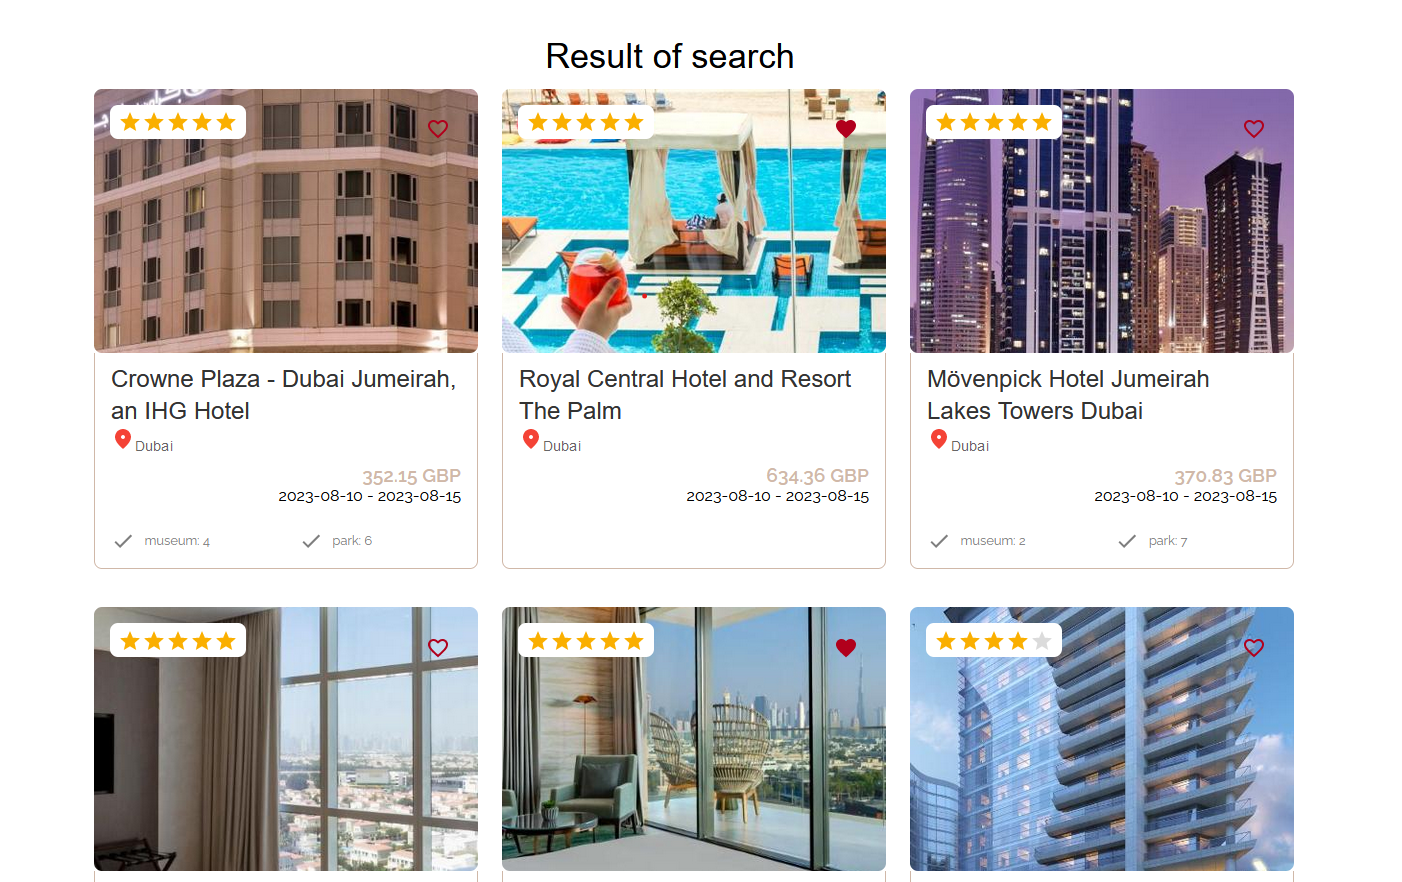 Result of search
Crowne Plaza - Dubai Jumeirah,
an IHG Hotel
Dubai
352.15 GBP
2023-08-10 - 2023-08-15
museum: 4
park: 6
Royal Central Hotel and Resort
The Palm
Dubai
634.36 GBP
2023-08-10 - 2023-08-15
Mövenpick Hotel Jumeirah
Lakes Towers Dubai
Dubai
370.83 GBP
2023-08-10 - 2023-08-15
museum: 2
park: 7